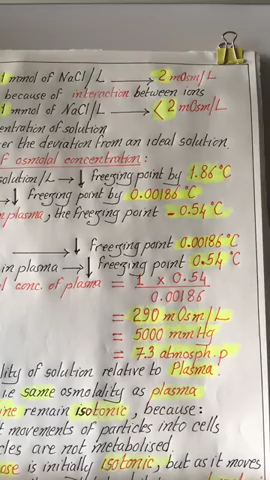 1 mmol of NaCl/L → 2 mOsm/L
because of interaction between ions
1 mmol of NaCl/L → < 2 mOsm/L
entration of solution
er the deviation from an ideal solution.
f osmolal concentration:
solution/L → ↓ freezing point by 1.86°C
→ ↓ freezing point by 0.00186°C
n plasma, the freezing point - 0.54°C
→ ↓ freezing point 0.00186°C
in plasma → ↓ freezing point 0.54°C
l conc. of plasma = 1 x 0.54
0.00186
= 290 mOsm/L
= 5000 mmHg
= 7.3 atmosph.p
lity of solution relative to Plasma.
i.e same osmolality as plasma
ine remain isotonic, because:
t movements of particles into cells
cles are not metabolised.
ose is initially isotonic, but as it moves